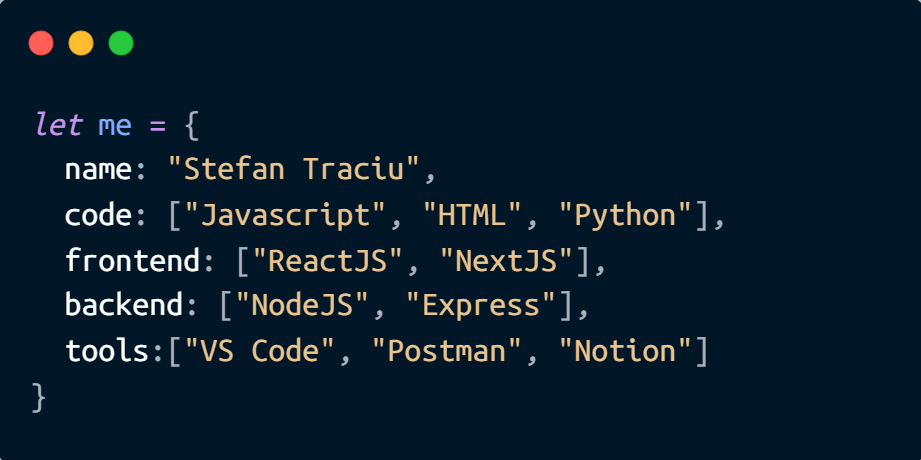 let me = {
name: "Stefan Traciu",
code: ["Javascript", "HTML", "Python"],
frontend: ["ReactJS", "NextJS"],
backend: ["NodeJS", "Express"],
tools:["VS Code", "Postman", "Notion"]
}